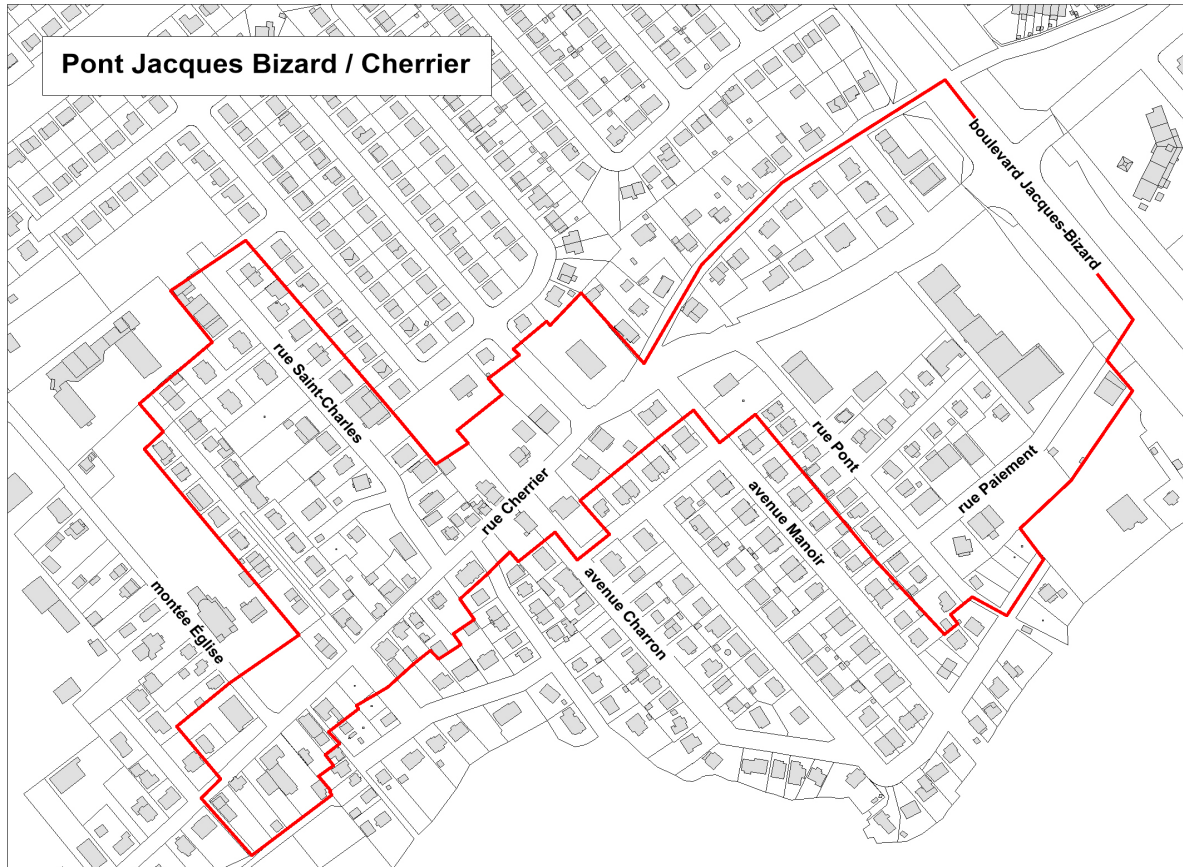 Pont Jacques Bizard / Cherrier
boulevard Jacques-Bizard
rue Saint-Charles
rue Cherrier
rue Pont
rue Paiement
avenue Manoir
avenue Charron
montée Église